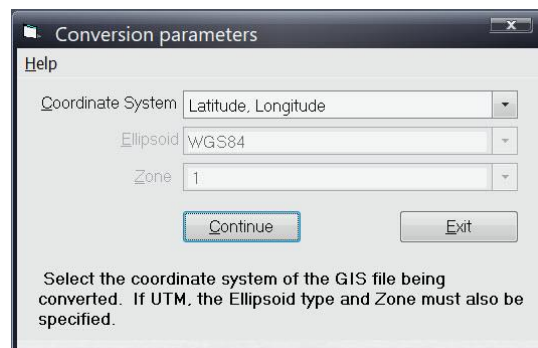 Conversion parameters
Help
Coordinate System Latitude, Longitude
Ellipsoid WGS84
Zone 1
Continue Exit
Select the coordinate system of the GIS file being
converted. If UTM, the Ellipsoid type and Zone must also be
specified.